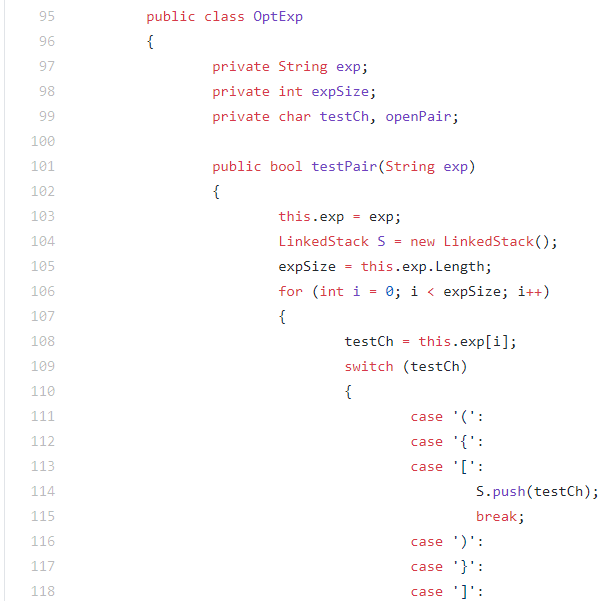 95 public class OptExp
96 {
97 private String exp;
98 private int expSize;
99 private char testCh, openPair;
100
101 public bool testPair(String exp)
102 {
103 this.exp = exp;
104 LinkedStack S = new LinkedStack();
105 expSize = this.exp.Length;
106 for (int i = 0; i < expSize; i++)
107 {
108 testCh = this.exp[i];
109 switch (testCh)
110 {
111 case '(':
112 case '{':
113 case '[':
114 S.push(testCh);
115 break;
116 case ')':
117 case '}':
118 case ']':